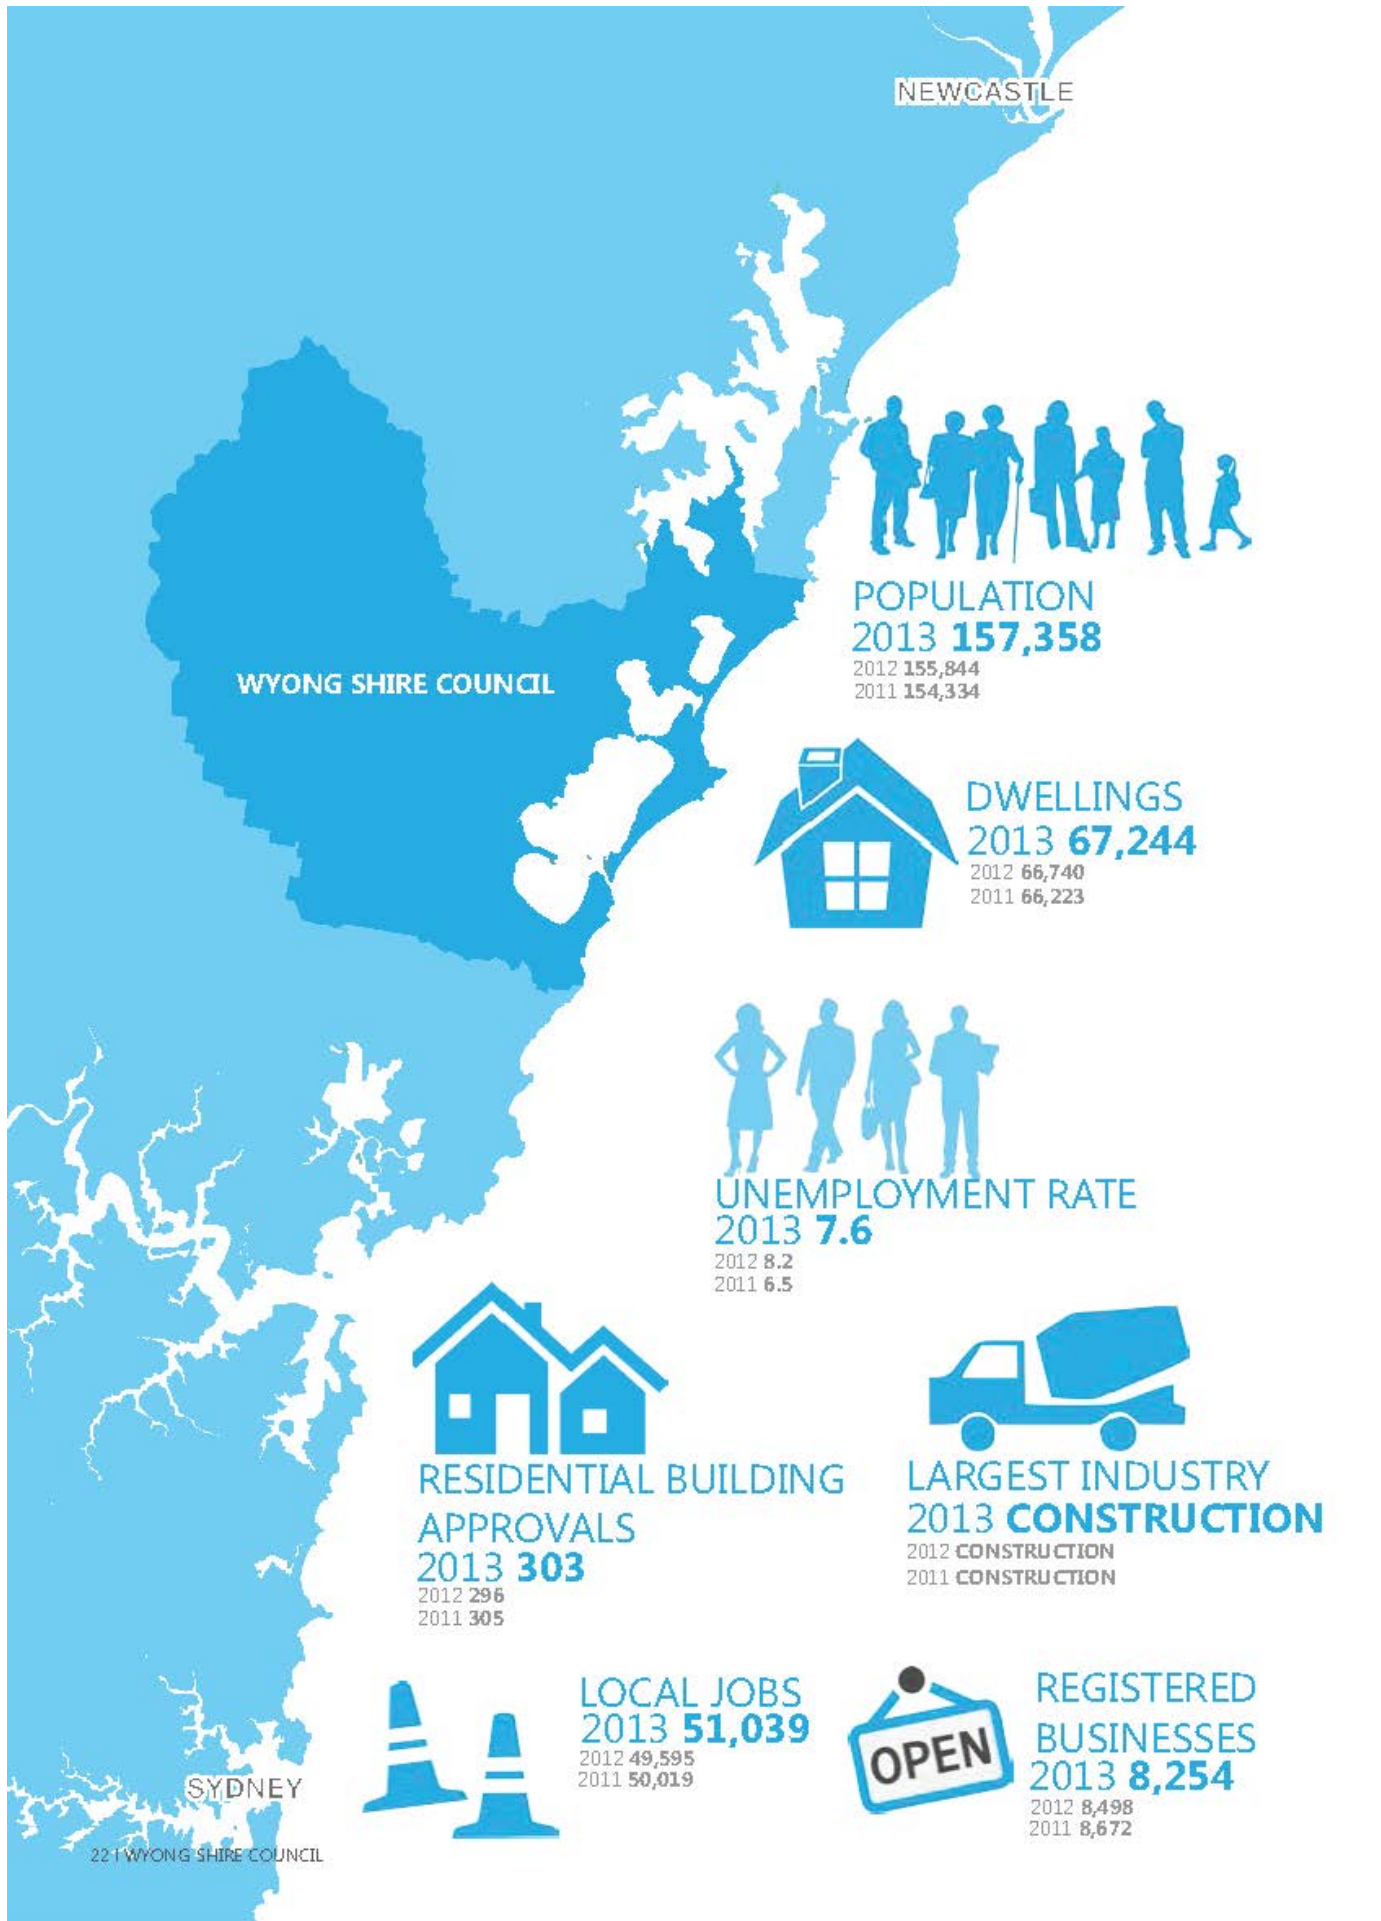 NEWCASTLE
POPULATION
2013 157,358
2012 155,844
2011 154,334
WYONG SHIRE COUNCIL
DWELLINGS
2013 67,244
2012 66,740
2011 66,223
UNEMPLOYMENT RATE
2013 7.6
2012 8.2
2011 6.5
RESIDENTIAL BUILDING
APPROVALS
2013 303
2012 296
2011 305
LARGEST INDUSTRY
2013 CONSTRUCTION
2012 CONSTRUCTION
2011 CONSTRUCTION
LOCAL JOBS
2013 51,039
2012 49,595
2011 50,019
OPEN
REGISTERED
BUSINESSES
2013 8,254
2012 8,498
2011 8,672
SYDNEY
22 I WYONG SHIRE COUNCIL